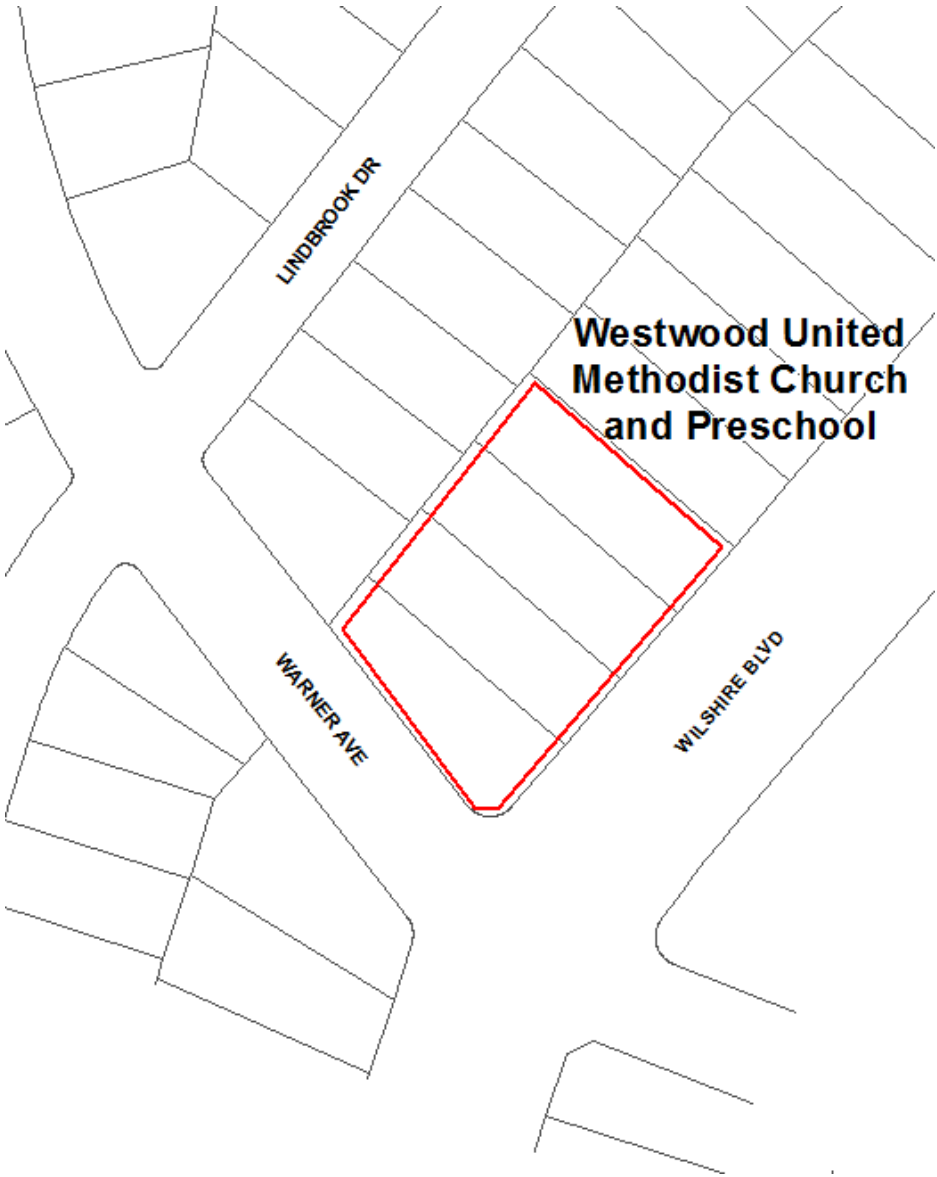 LINDBROOK DR
Westwood United
Methodist Church
and Preschool
WARNER AVE
WILSHIRE BLVD